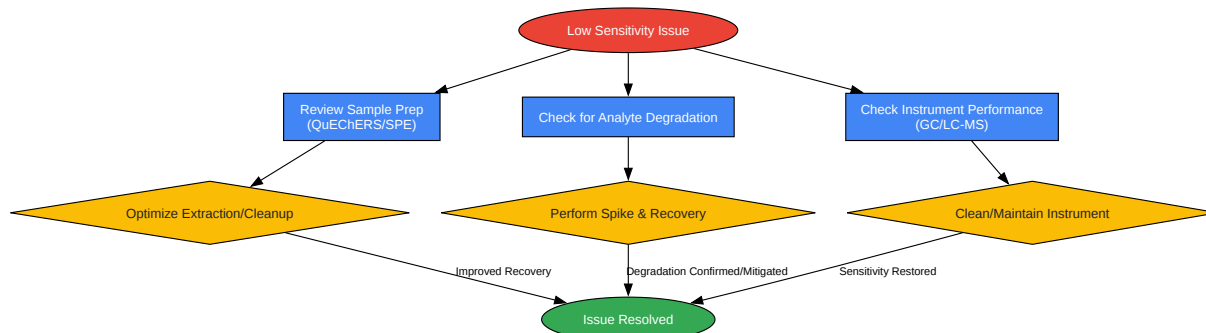 Low Sensitivity Issue
Review Sample Prep
(QuEChERS/SPE)
Check for Analyte Degradation
Check Instrument Performance
(GC/LC-MS)
Optimize Extraction/Cleanup
Perform Spike & Recovery
Clean/Maintain Instrument
Improved Recovery
Degradation Confirmed/Mitigated
Sensitivity Restored
Issue Resolved